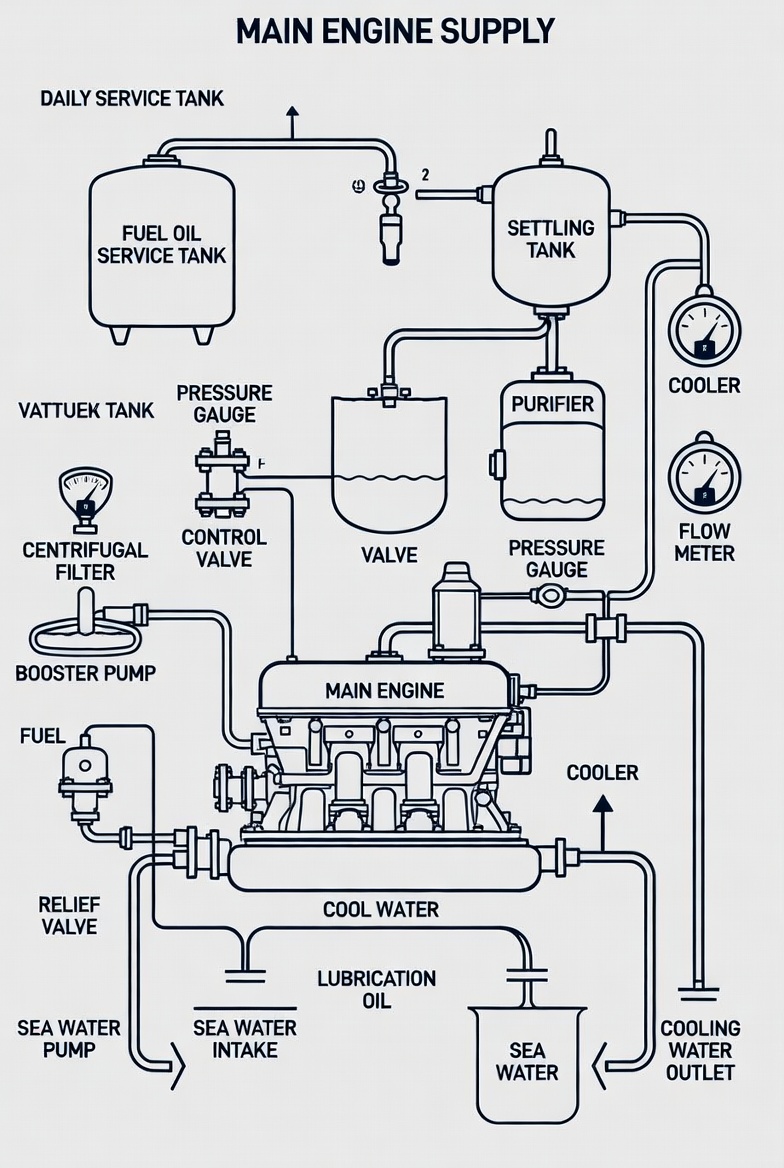 MAIN ENGINE SUPPLY
DAILY SERVICE TANK
2
FUEL OIL
SERVICE TANK
SETTLING
TANK
COOLER
VATTUEK TANK
PRESSURE
GAUGE
PURIFIER
CENTRIFUGAL
FILTER
CONTROL
VALVE
VALVE
PRESSURE
GAUGE
FLOW
METER
BOOSTER PUMP
MAIN ENGINE
FUEL
COOLER
RELIEF
VALVE
COOL WATER
LUBRICATION
OIL
SEA WATER
PUMP
SEA WATER
INTAKE
SEA
WATER
COOLING
WATER
OUTLET